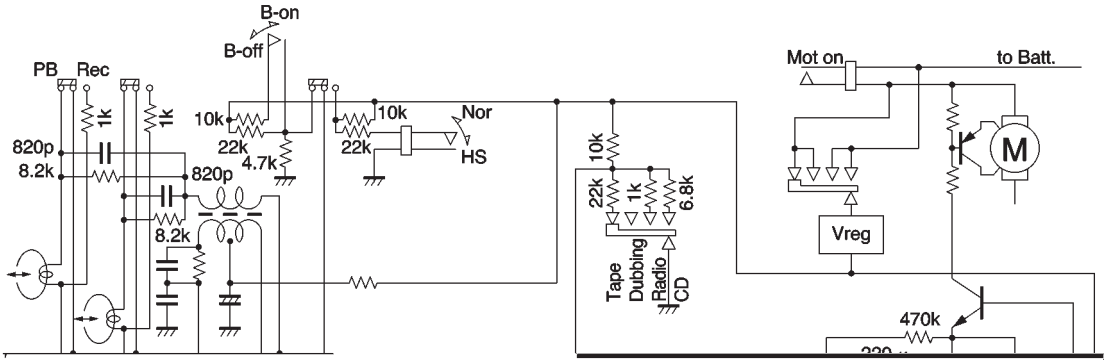 B-on
B-off
PB Rec
1k
1k
820p
8.2k
820p
8.2k
10k
22k
4.7k
10k
22k
Nor
HS
10k
22k
1k
6.8k
Tape
Dubbing
Radio
CD
Mot on
to Batt.
M
Vreg
470k